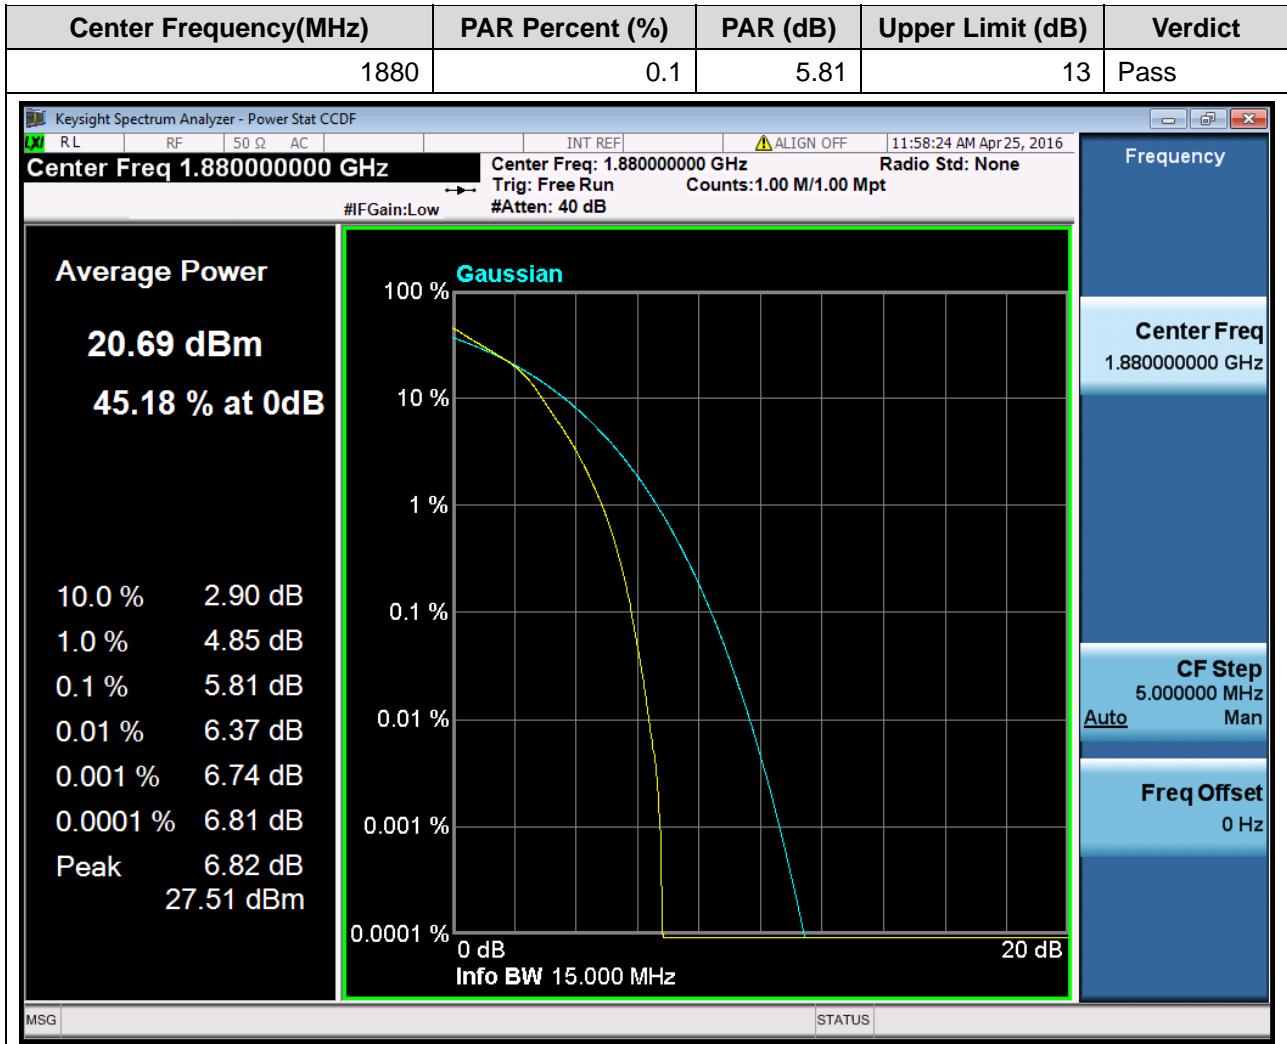 Center Frequency(MHz) PAR Percent (%) PAR (dB) Upper Limit (dB) Verdict
1880 0.1 5.81 13 Pass
Keysight Spectrum Analyzer - Power Stat CCDF
LXI RL RF 50 Ω AC INT REF ALIGN OFF 11:58:24 AM Apr 25, 2016
Center Freq 1.880000000 GHz
Center Freq: 1.880000000 GHz Radio Std: None
Trig: Free Run Counts:1.00 M/1.00 Mpt
#IFGain:Low #Atten: 40 dB
Frequency
Average Power
20.69 dBm
45.18 % at 0dB
10.0 % 2.90 dB
1.0 % 4.85 dB
0.1 % 5.81 dB
0.01 % 6.37 dB
0.001 % 6.74 dB
0.0001 % 6.81 dB
Peak 6.82 dB
27.51 dBm
Gaussian
100 %
10 %
1 %
0.1 %
0.01 %
0.001 %
0.0001 %
0 dB 20 dB
Info BW 15.000 MHz
Center Freq
1.880000000 GHz
CF Step
5.000000 MHz
Auto Man
Freq Offset
0 Hz
MSG STATUS